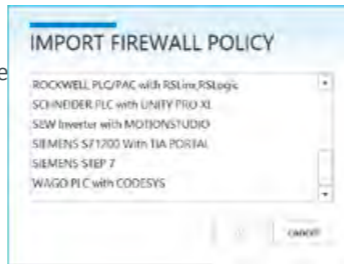 IMPORT FIREWALL POLICY
e
ROCKWELL PLC/PAC with RSLinx,RSLogic
SCHNEIDER PLC with UNITY PRO XL
SEW Inverter with MOTIONSTUDIO
SIEMENS S71200 With TIA PORTAL
SIEMENS STEP 7
WAGO PLC with CODESYS
CANCEL